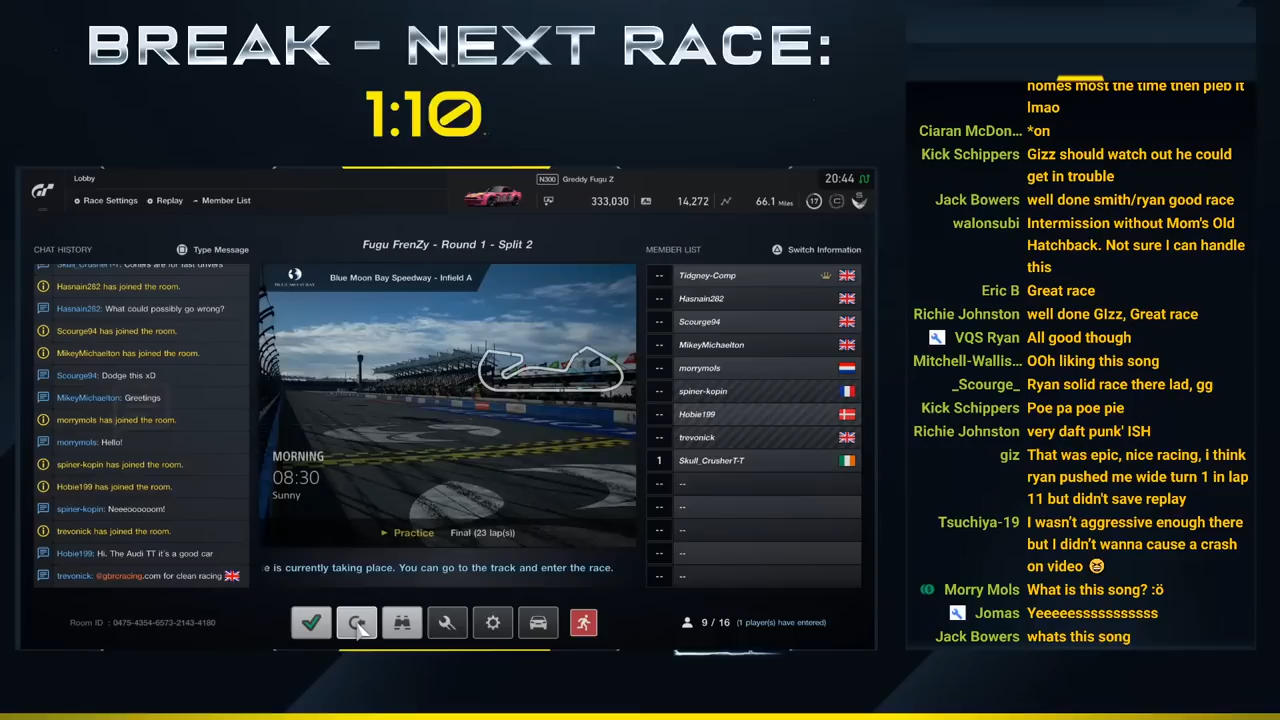 BREAK - NEXT RACE:
1:10
Lobby
Race Settings
Replay
Member List
N300
Greddy Fugu Z
333,030
14,272
66.1 Miles
17
C
S
20:44
CHAT HISTORY
Type Message
Fugu FrenZy - Round 1 - Split 2
MEMBER LIST
Switch Information
Hasnain282 has joined the room.
Hasnain282: What could possibly go wrong?
Scourge94 has joined the room.
MikeyMichaelton has joined the room.
Scourge94: Dodge this xD
MikeyMichaelton: Greetings
morrymols has joined the room.
morrymols: Hello!
spiner-kopin has joined the room.
Hobie199 has joined the room.
spiner-kopin: Neeeoooooom!
trevonick has joined the room.
Hobie199: Hi. The Audi TT it's a good car
trevonick: @gbrcracing.com for clean racing
Blue Moon Bay Speedway - Infield A
MORNING
08:30
Sunny
Practice
Final (23 lap(s))
e is currently taking place. You can go to the track and enter the race.
-- Tidgney-Comp
-- Hasnain282
-- Scourge94
-- MikeyMichaelton
-- morrymols
-- spiner-kopin
-- Hobie199
-- trevonick
1 Skull_CrusherT-T
-- --
-- --
-- --
-- --
-- --
Room ID : 0475-4354-6573-2143-4180
9 / 16 (1 player(s) have entered)
homes most the time then pleb it
lmao
Ciaran McDon... *on
Kick Schippers Gizz should watch out he could
get in trouble
Jack Bowers well done smith/ryan good race
walonsubi Intermission without Mom's Old
Hatchback. Not sure I can handle
this
Eric B Great race
Richie Johnston well done GIzz, Great race
VQS Ryan All good though
Mitchell-Wallis... OOh liking this song
_Scourge_ Ryan solid race there lad, gg
Kick Schippers Poe pa poe pie
Richie Johnston very daft punk' ISH
giz That was epic, nice racing, i think
ryan pushed me wide turn 1 in lap
11 but didn't save replay
Tsuchiya-19 I wasn't aggressive enough there
but I didn't wanna cause a crash
on video 😆
Morry Mols What is this song? :ö
Jomas Yeeeeesssssssssss
Jack Bowers whats this song